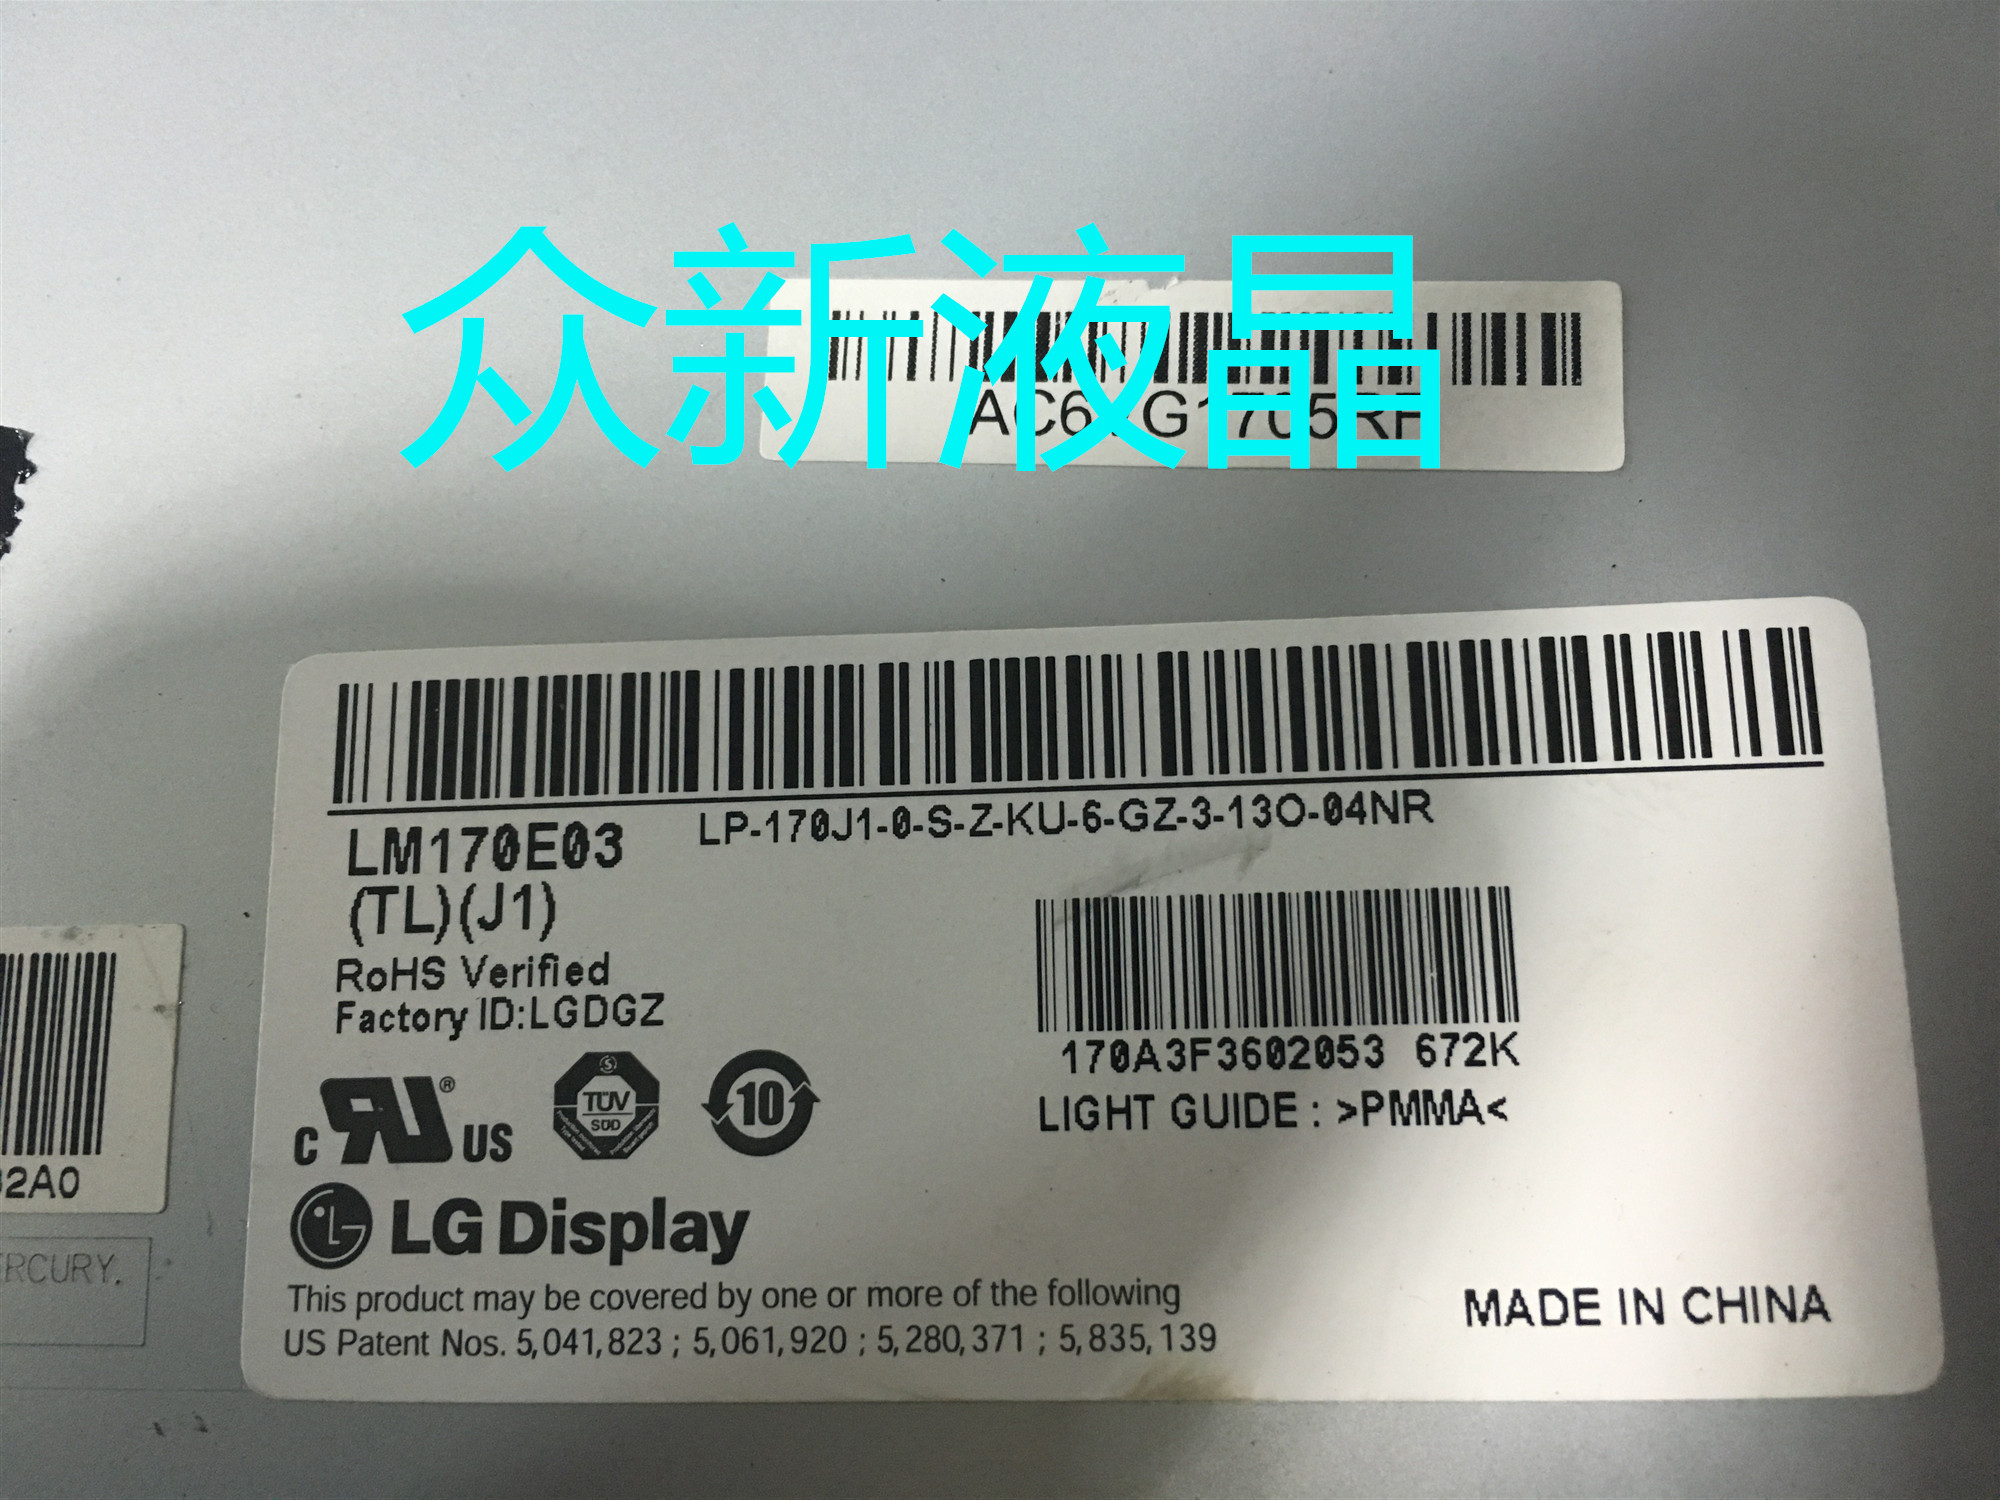 众新液晶
LP-170J1-0-S-Z-KU-6-GZ-3-13O-04NR
LM170E03
(TL)(J1)
RoHS Verified
Factory ID:LGDGZ
170A3F3602053 672K
LIGHT GUIDE : >PMMA<
C RU ® US
TÜV
SÜD
10
LG Display
This product may be covered by one or more of the following
US Patent Nos. 5,041,823 ; 5,061,920 ; 5,280,371 ; 5,835,139
MADE IN CHINA
2A0
RCURY.